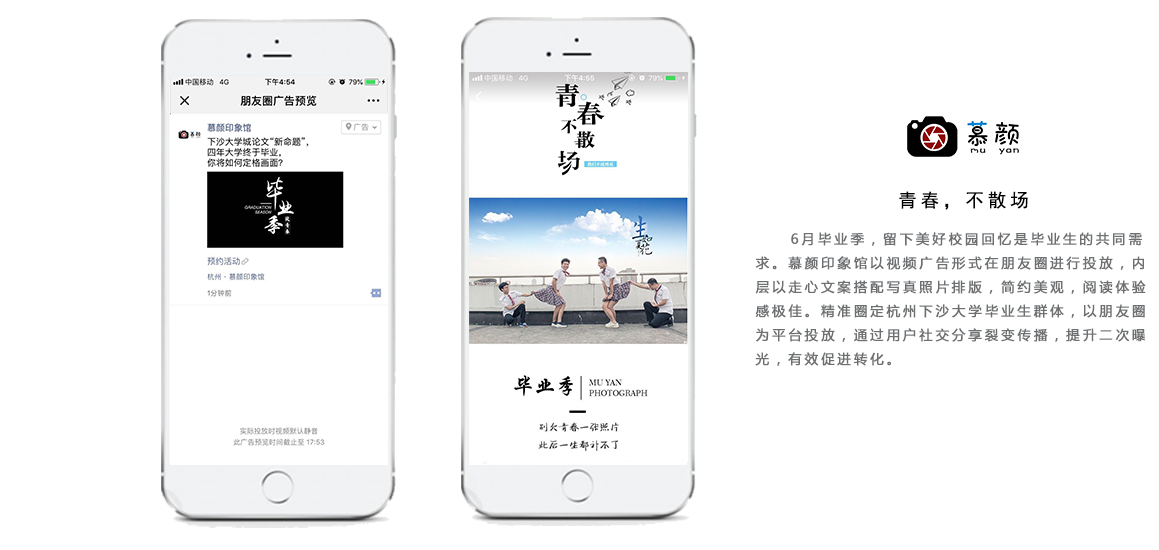 中国移动 4G 下午4:54 79%
朋友圈广告预览
慕颜
慕颜印象馆
广告
下沙大学城论文“新命题”，
四年大学终于毕业，
你将如何定格画面？
毕业季
GRADUATION
SEASON
致青春
预约活动
杭州·慕颜印象馆
1分钟前
实际投放时视频默认静音
此广告预览时间截止至 17:53
中国移动 4G 下午4:55 79%
青春
不散
场
毕业季
MU YAN
PHOTOGRAPH
别欠青春一张照片
此后一生都补不了
慕颜
mu yan
青春，不散场
6月毕业季，留下美好校园回忆是毕业生的共同需
求。慕颜印象馆以视频广告形式在朋友圈进行投放，内
层以走心文案搭配写真照片排版，简约美观，阅读体验
感极佳。精准圈定杭州下沙大学毕业生群体，以朋友圈
为平台投放，通过用户社交分享裂变传播，提升二次曝
光，有效促进转化。